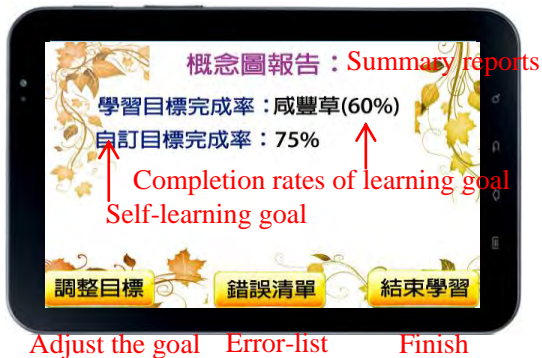 概念圖報告：Summary reports
學習目標完成率：咸豐草(60%)
自訂目標完成率：75%
Completion rates of learning goal
Self-learning goal
調整目標 錯誤清單 結束學習
Adjust the goal Error-list Finish